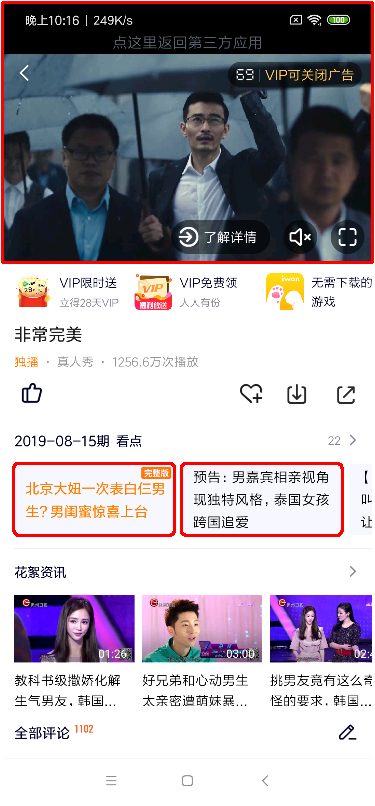 晚上10:16 | 249K/s
100
点这里返回第三方应用
69 | VIP可关闭广告
了解详情
VIP限时送
立得28天VIP
VIP
VIP免费领
人人有份
无需下载的
游戏
非常完美
独播 · 真人秀 · 1256.6万次播放
2019-08-15期 看点
22
完整版
北京大妞一次表白仨男
生?男闺蜜惊喜上台
预告: 男嘉宾相亲视角
现独特风格，泰国女孩
跨国追爱
【
叫
让
花絮资讯
01:26
03:00
02:02
教科书级撒娇化解
生气男友，韩国...
好兄弟和心动男生
太亲密遭萌妹暴...
挑男友竟有这么奇
怪的要求，韩国...
全部评论 1102